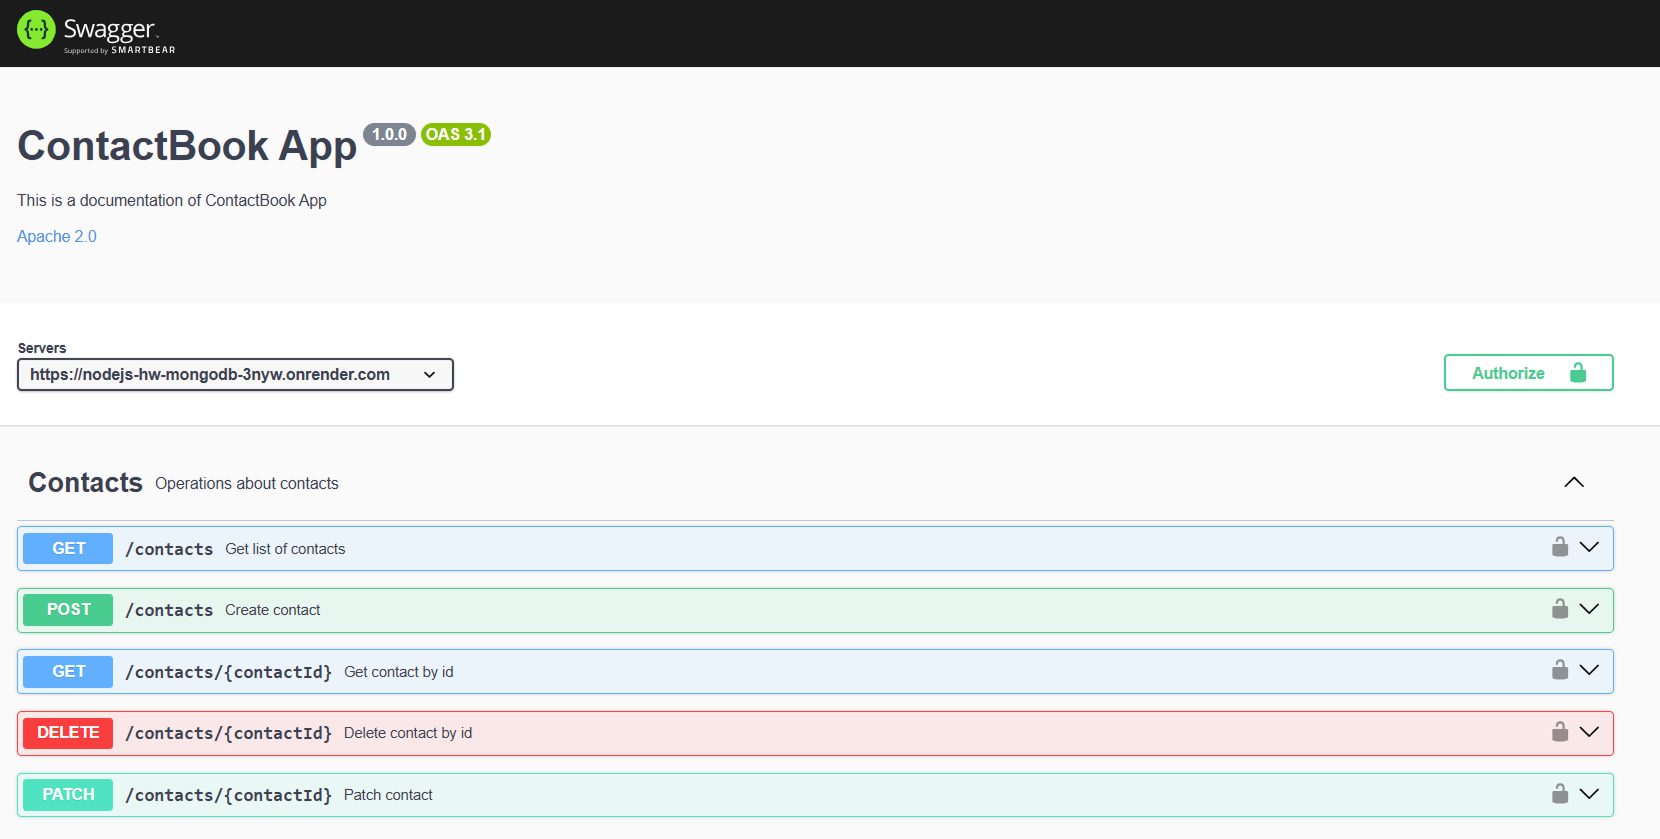 {···} Swagger™
Supported by SMARTBEAR
ContactBook App 1.0.0 OAS 3.1
This is a documentation of ContactBook App
Apache 2.0
Servers
https://nodejs-hw-mongodb-3nyw.onrender.com
Authorize
Contacts Operations about contacts
GET /contacts Get list of contacts
POST /contacts Create contact
GET /contacts/{contactId} Get contact by id
DELETE /contacts/{contactId} Delete contact by id
PATCH /contacts/{contactId} Patch contact